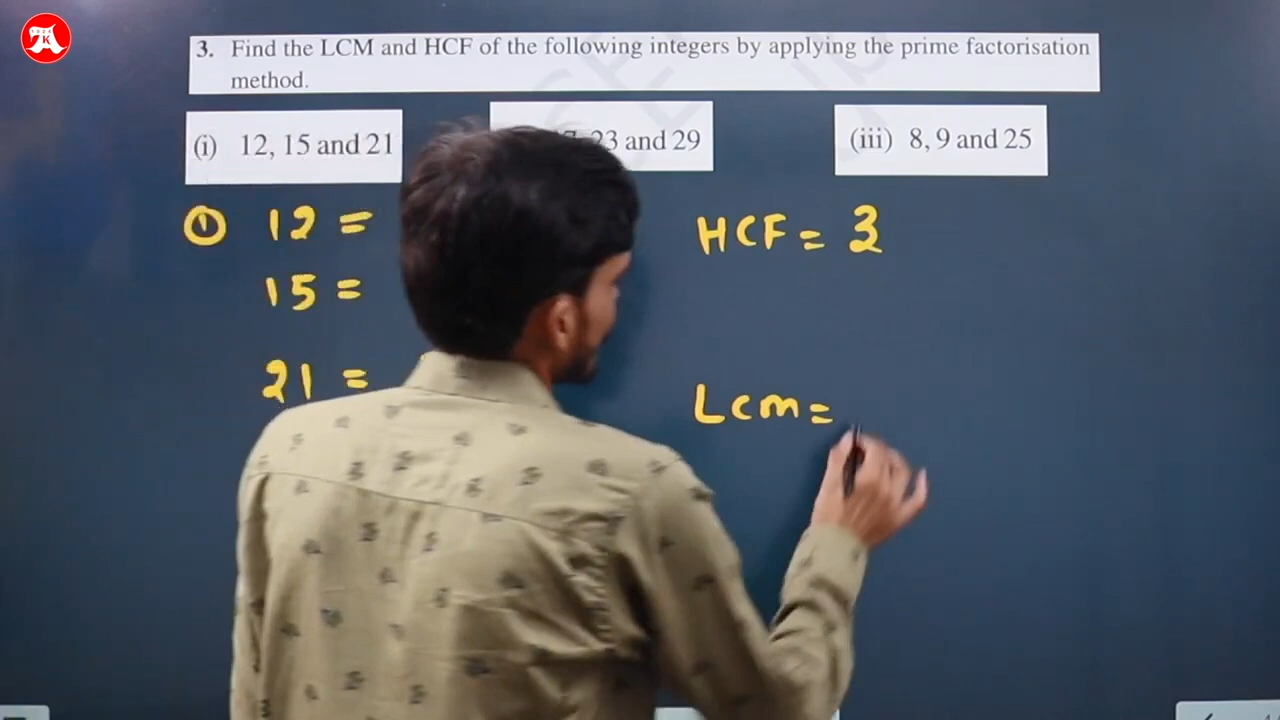 3. Find the LCM and HCF of the following integers by applying the prime factorisation
method.
(i) 12, 15 and 21
23 and 29
(iii) 8, 9 and 25
① 12 =
15 =
21 =
HCF = 3
Lcm =